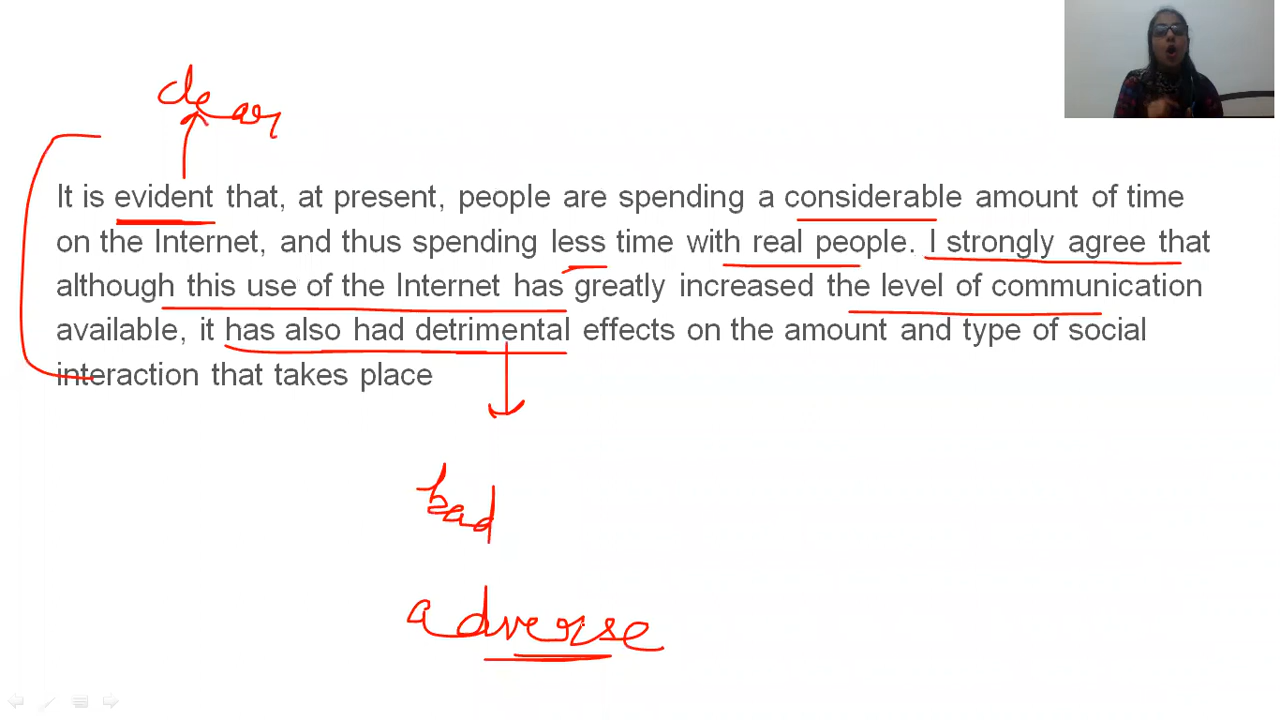 clear
It is evident that, at present, people are spending a considerable amount of time
on the Internet, and thus spending less time with real people. I strongly agree that
although this use of the Internet has greatly increased the level of communication
available, it has also had detrimental effects on the amount and type of social
interaction that takes place
bad
adverse